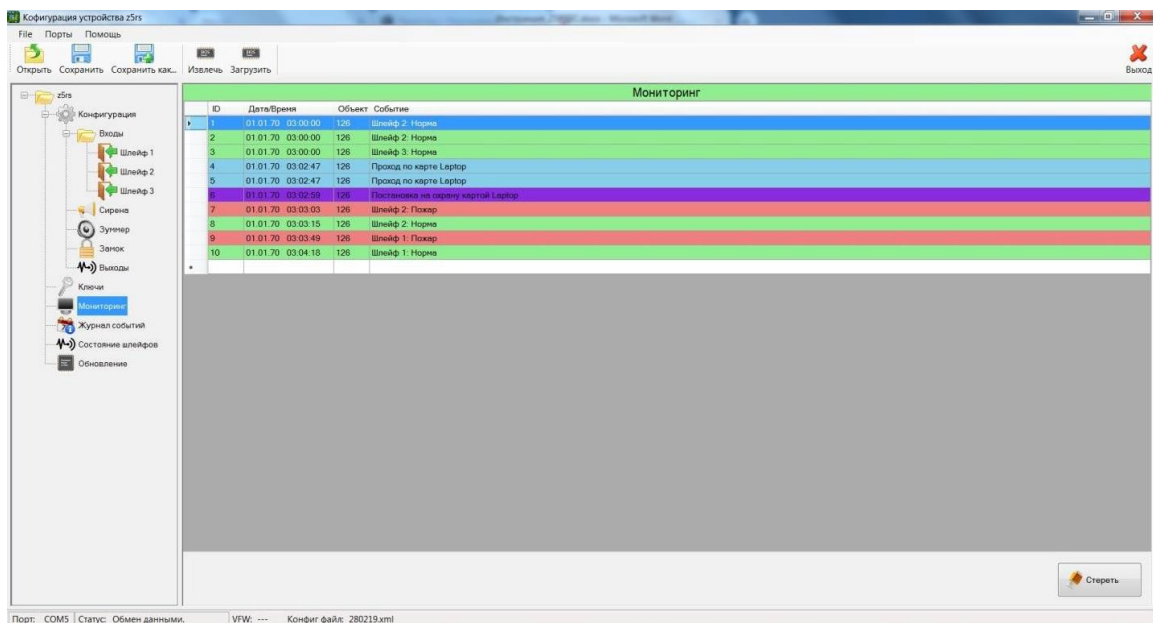 Кофигурация устройства z5rs
File Порты Помощь
Открыть Сохранить Сохранить как... Извлечь Загрузить Выход
z5rs
Конфигурация
Входы
Шлейф 1
Шлейф 2
Шлейф 3
Сирена
Зуммер
Замок
Выходы
Ключи
Мониторинг
Журнал событий
Состояние шлейфов
Обновление
Мониторинг
ID Дата/Время Объект Событие
1 01.01.70 03:00:00 126 Шлейф 2: Норма
2 01.01.70 03:00:00 126 Шлейф 2: Норма
3 01.01.70 03:00:00 126 Шлейф 3: Норма
4 01.01.70 03:02:47 126 Проход по карте Laptop
5 01.01.70 03:02:47 126 Проход по карте Laptop
6 01.01.70 03:02:59 126 Постановка на охрану картой Laptop
7 01.01.70 03:03:03 126 Шлейф 2: Пожар
8 01.01.70 03:03:15 126 Шлейф 2: Норма
9 01.01.70 03:03:49 126 Шлейф 1: Пожар
10 01.01.70 03:04:18 126 Шлейф 1: Норма
Стереть
Порт: COM5 Статус: Обмен данными. VFW: --- Конфиг файл: 280219.xml